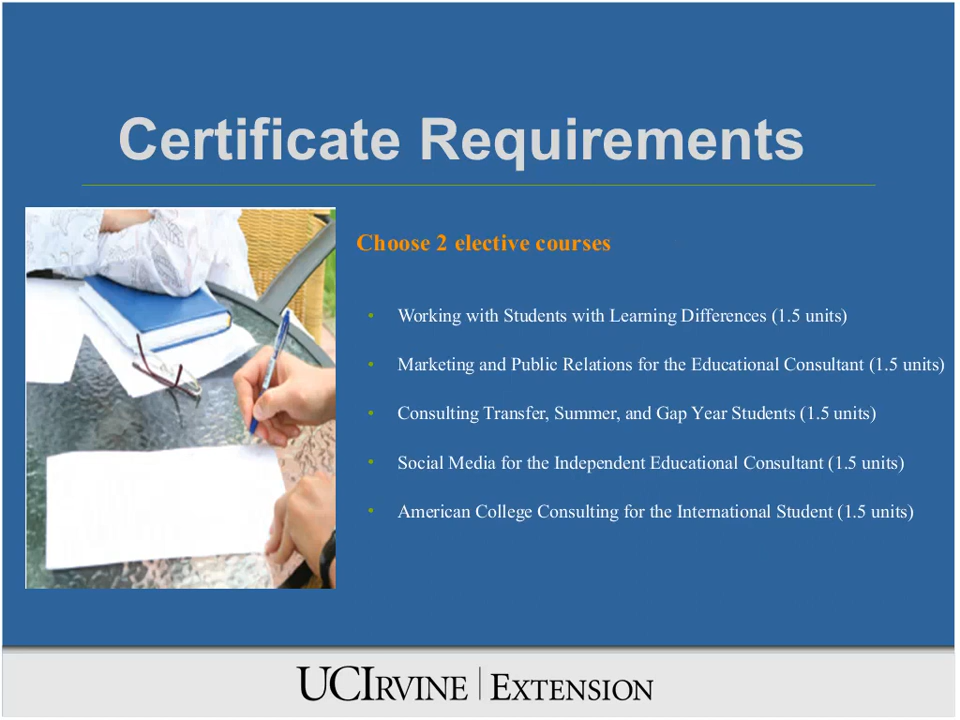 Certificate Requirements
Choose 2 elective courses
• Working with Students with Learning Differences (1.5 units)
• Marketing and Public Relations for the Educational Consultant (1.5 units)
• Consulting Transfer, Summer, and Gap Year Students (1.5 units)
• Social Media for the Independent Educational Consultant (1.5 units)
• American College Consulting for the International Student (1.5 units)
UCIRVINE | EXTENSION